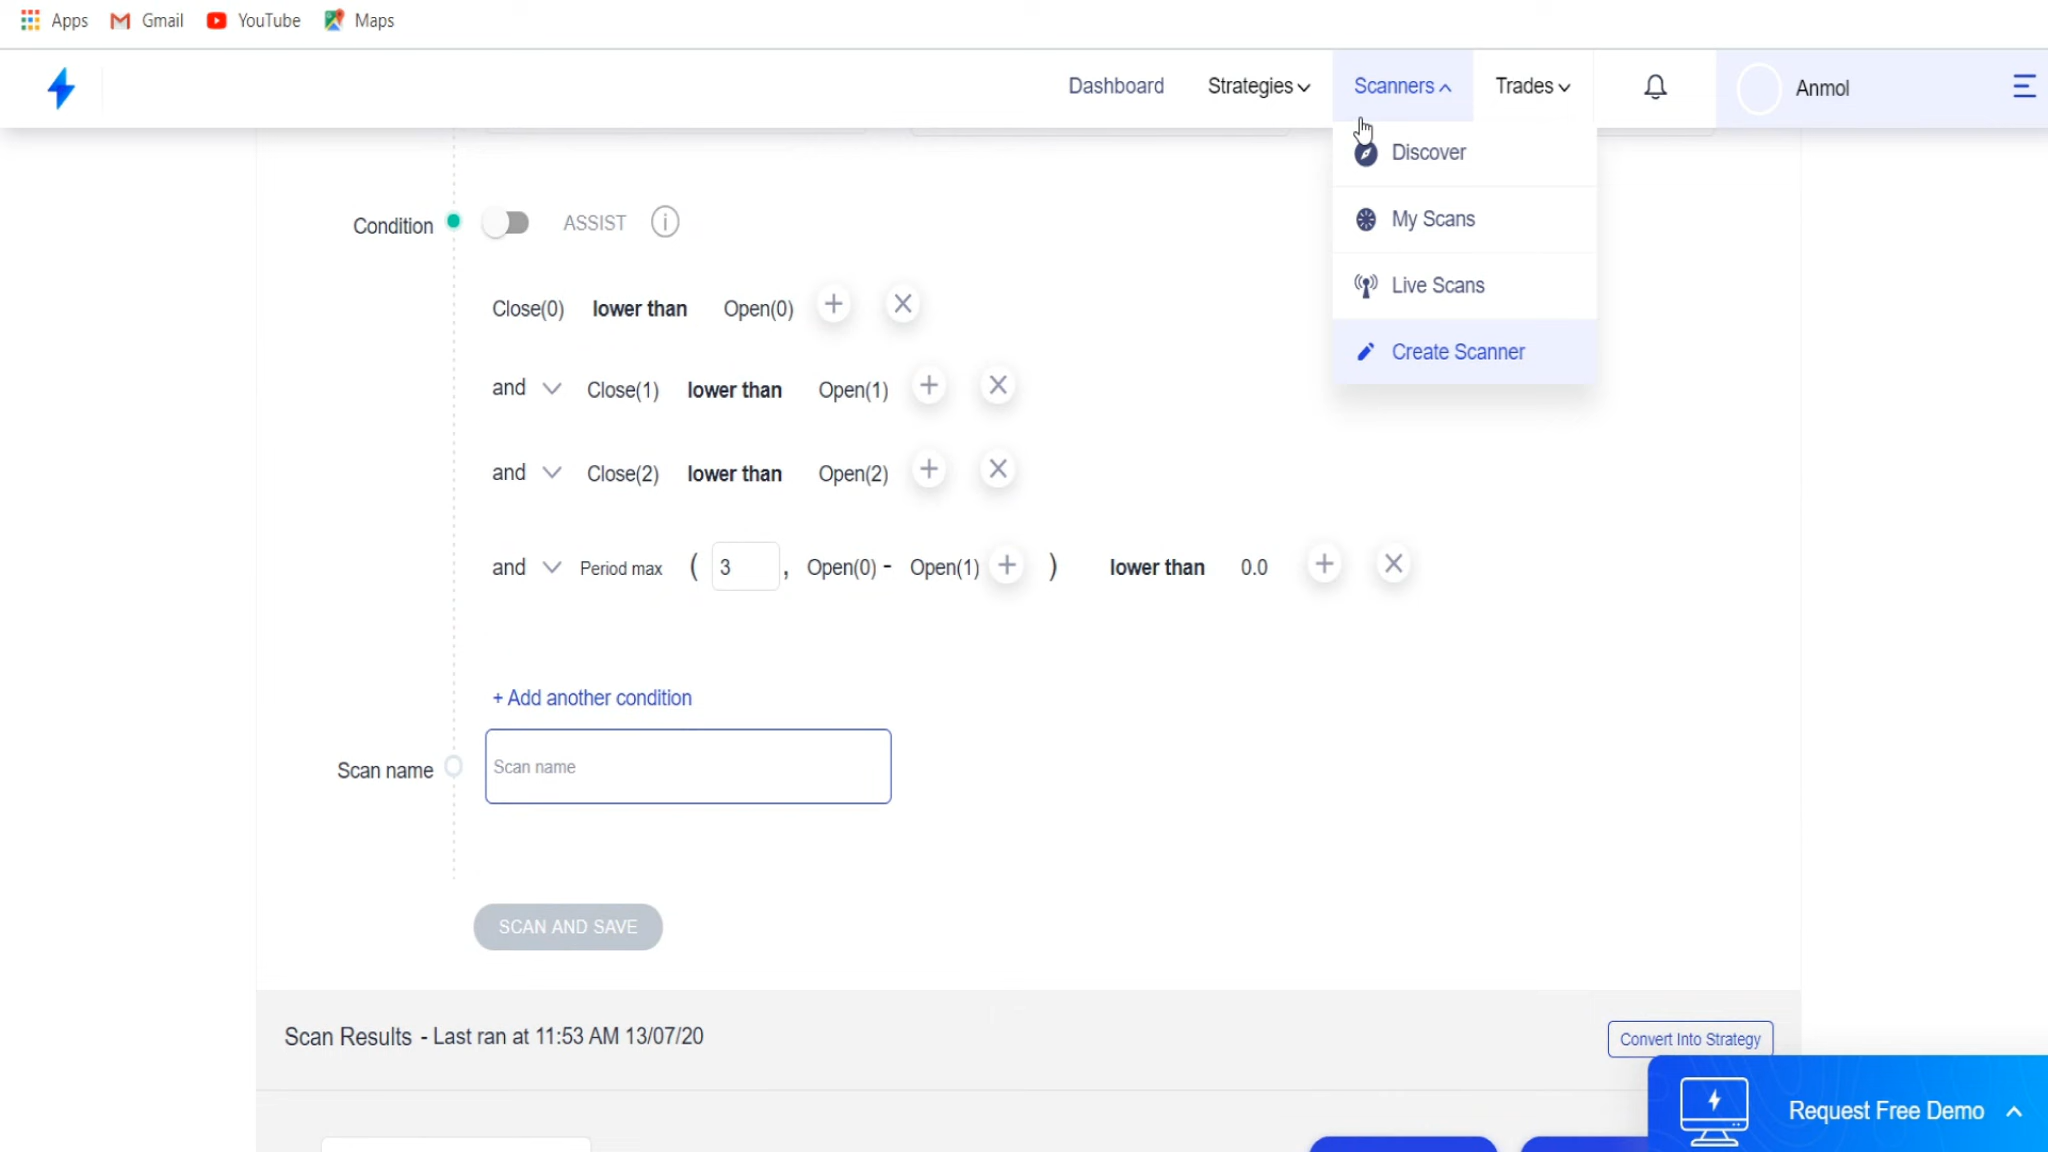 Apps Gmail YouTube Maps
Dashboard Strategies Scanners Trades Anmol
Discover
My Scans
Live Scans
Create Scanner
Condition ASSIST i
Close(0) lower than Open(0) + X
and Close(1) lower than Open(1) + X
and Close(2) lower than Open(2) + X
and Period max ( 3 , Open(0) - Open(1) + ) lower than 0.0 + X
+ Add another condition
Scan name Scan name
SCAN AND SAVE
Scan Results - Last ran at 11:53 AM 13/07/20 Convert Into Strategy
Request Free Demo